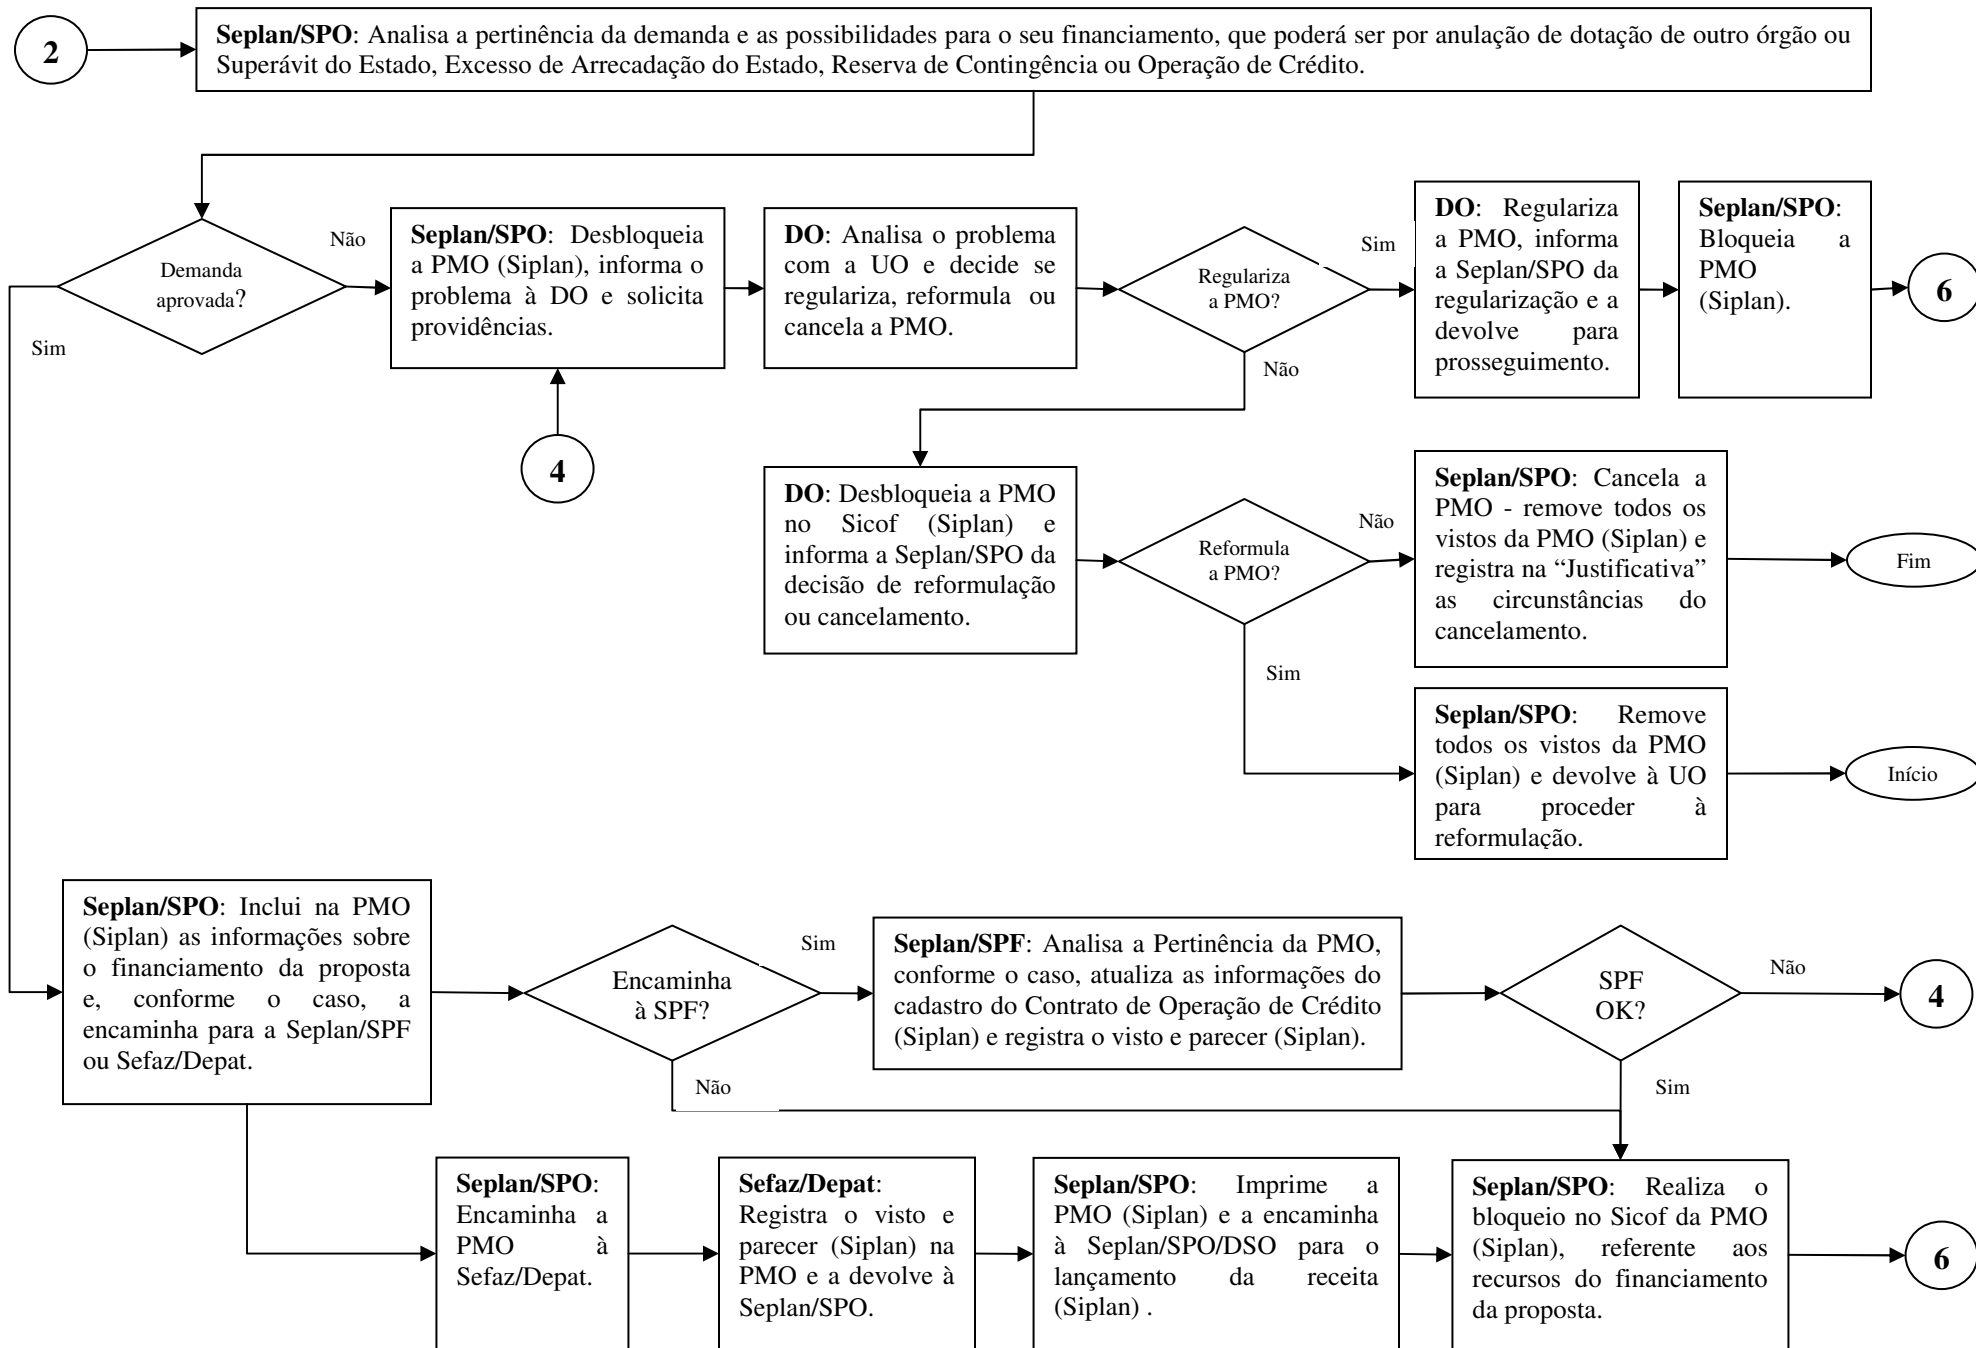 2
Seplan/SPO: Analisa a pertinência da demanda e as possibilidades para o seu financiamento, que poderá ser por anulação de dotação de outro órgão ou
Superávit do Estado, Excesso de Arrecadação do Estado, Reserva de Contingência ou Operação de Crédito.
Demanda
aprovada?
Não
Sim
Seplan/SPO: Desbloqueia
a PMO (Siplan), informa o
problema à DO e solicita
providências.
4
DO: Analisa o problema
com a UO e decide se
regulariza, reformula ou
cancela a PMO.
Regulariza
a PMO?
Sim
Não
DO: Regulariza
a PMO, informa
a Seplan/SPO da
regularização e a
devolve para
prosseguimento.
Seplan/SPO:
Bloqueia a
PMO
(Siplan).
6
DO: Desbloqueia a PMO
no Sicof (Siplan) e
informa a Seplan/SPO da
decisão de reformulação
ou cancelamento.
Reformula
a PMO?
Não
Sim
Seplan/SPO: Cancela a
PMO - remove todos os
vistos da PMO (Siplan) e
registra na “Justificativa”
as circunstâncias do
cancelamento.
Fim
Seplan/SPO: Remove
todos os vistos da PMO
(Siplan) e devolve à UO
para proceder à
reformulação.
Início
Seplan/SPO: Inclui na PMO
(Siplan) as informações sobre
o financiamento da proposta
e, conforme o caso, a
encaminha para a Seplan/SPF
ou Sefaz/Depat.
Encaminha
à SPF?
Sim
Não
Seplan/SPF: Analisa a Pertinência da PMO,
conforme o caso, atualiza as informações do
cadastro do Contrato de Operação de Crédito
(Siplan) e registra o visto e parecer (Siplan).
SPF
OK?
Não
Sim
4
Seplan/SPO:
Encaminha a
PMO à
Sefaz/Depat.
Sefaz/Depat:
Registra o visto e
parecer (Siplan) na
PMO e a devolve à
Seplan/SPO.
Seplan/SPO: Imprime a
PMO (Siplan) e a encaminha
à Seplan/SPO/DSO para o
lançamento da receita
(Siplan) .
Seplan/SPO: Realiza o
bloqueio no Sicof da PMO
(Siplan), referente aos
recursos do financiamento
da proposta.
6